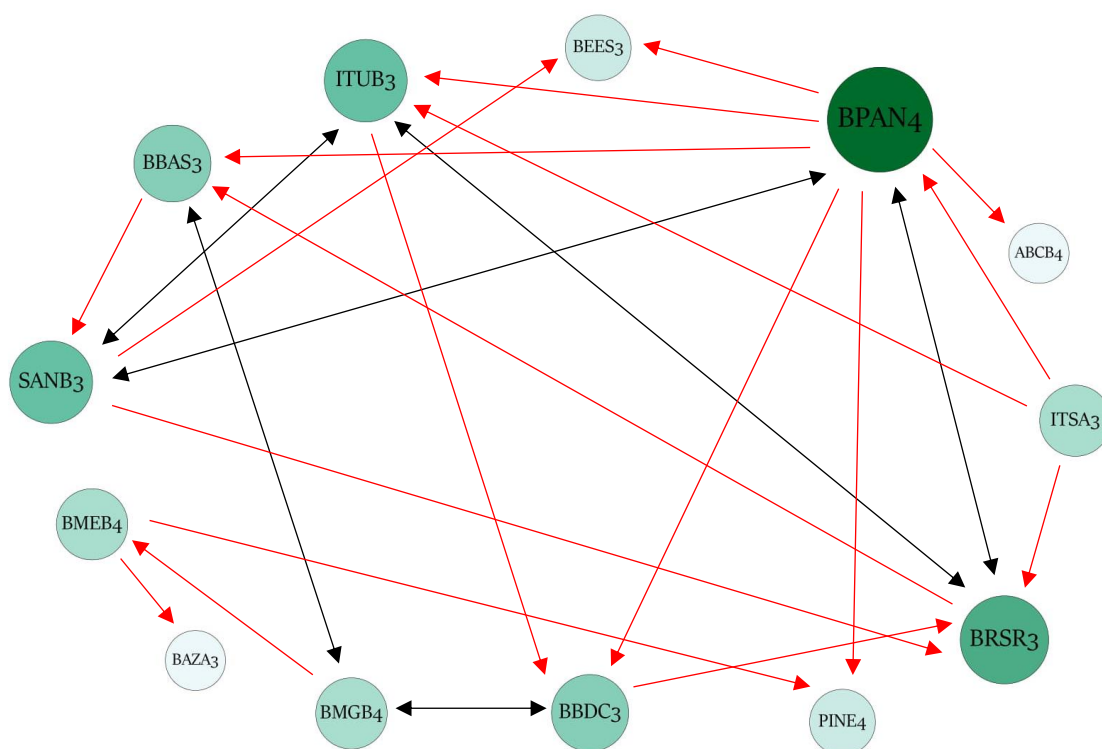 BEES3
ITUB3
BPAN4
BBAS3
ABCB4
SANB3
ITSA3
BMEB4
BRSR3
BAZA3
BMGB4
BBDC3
PINE4